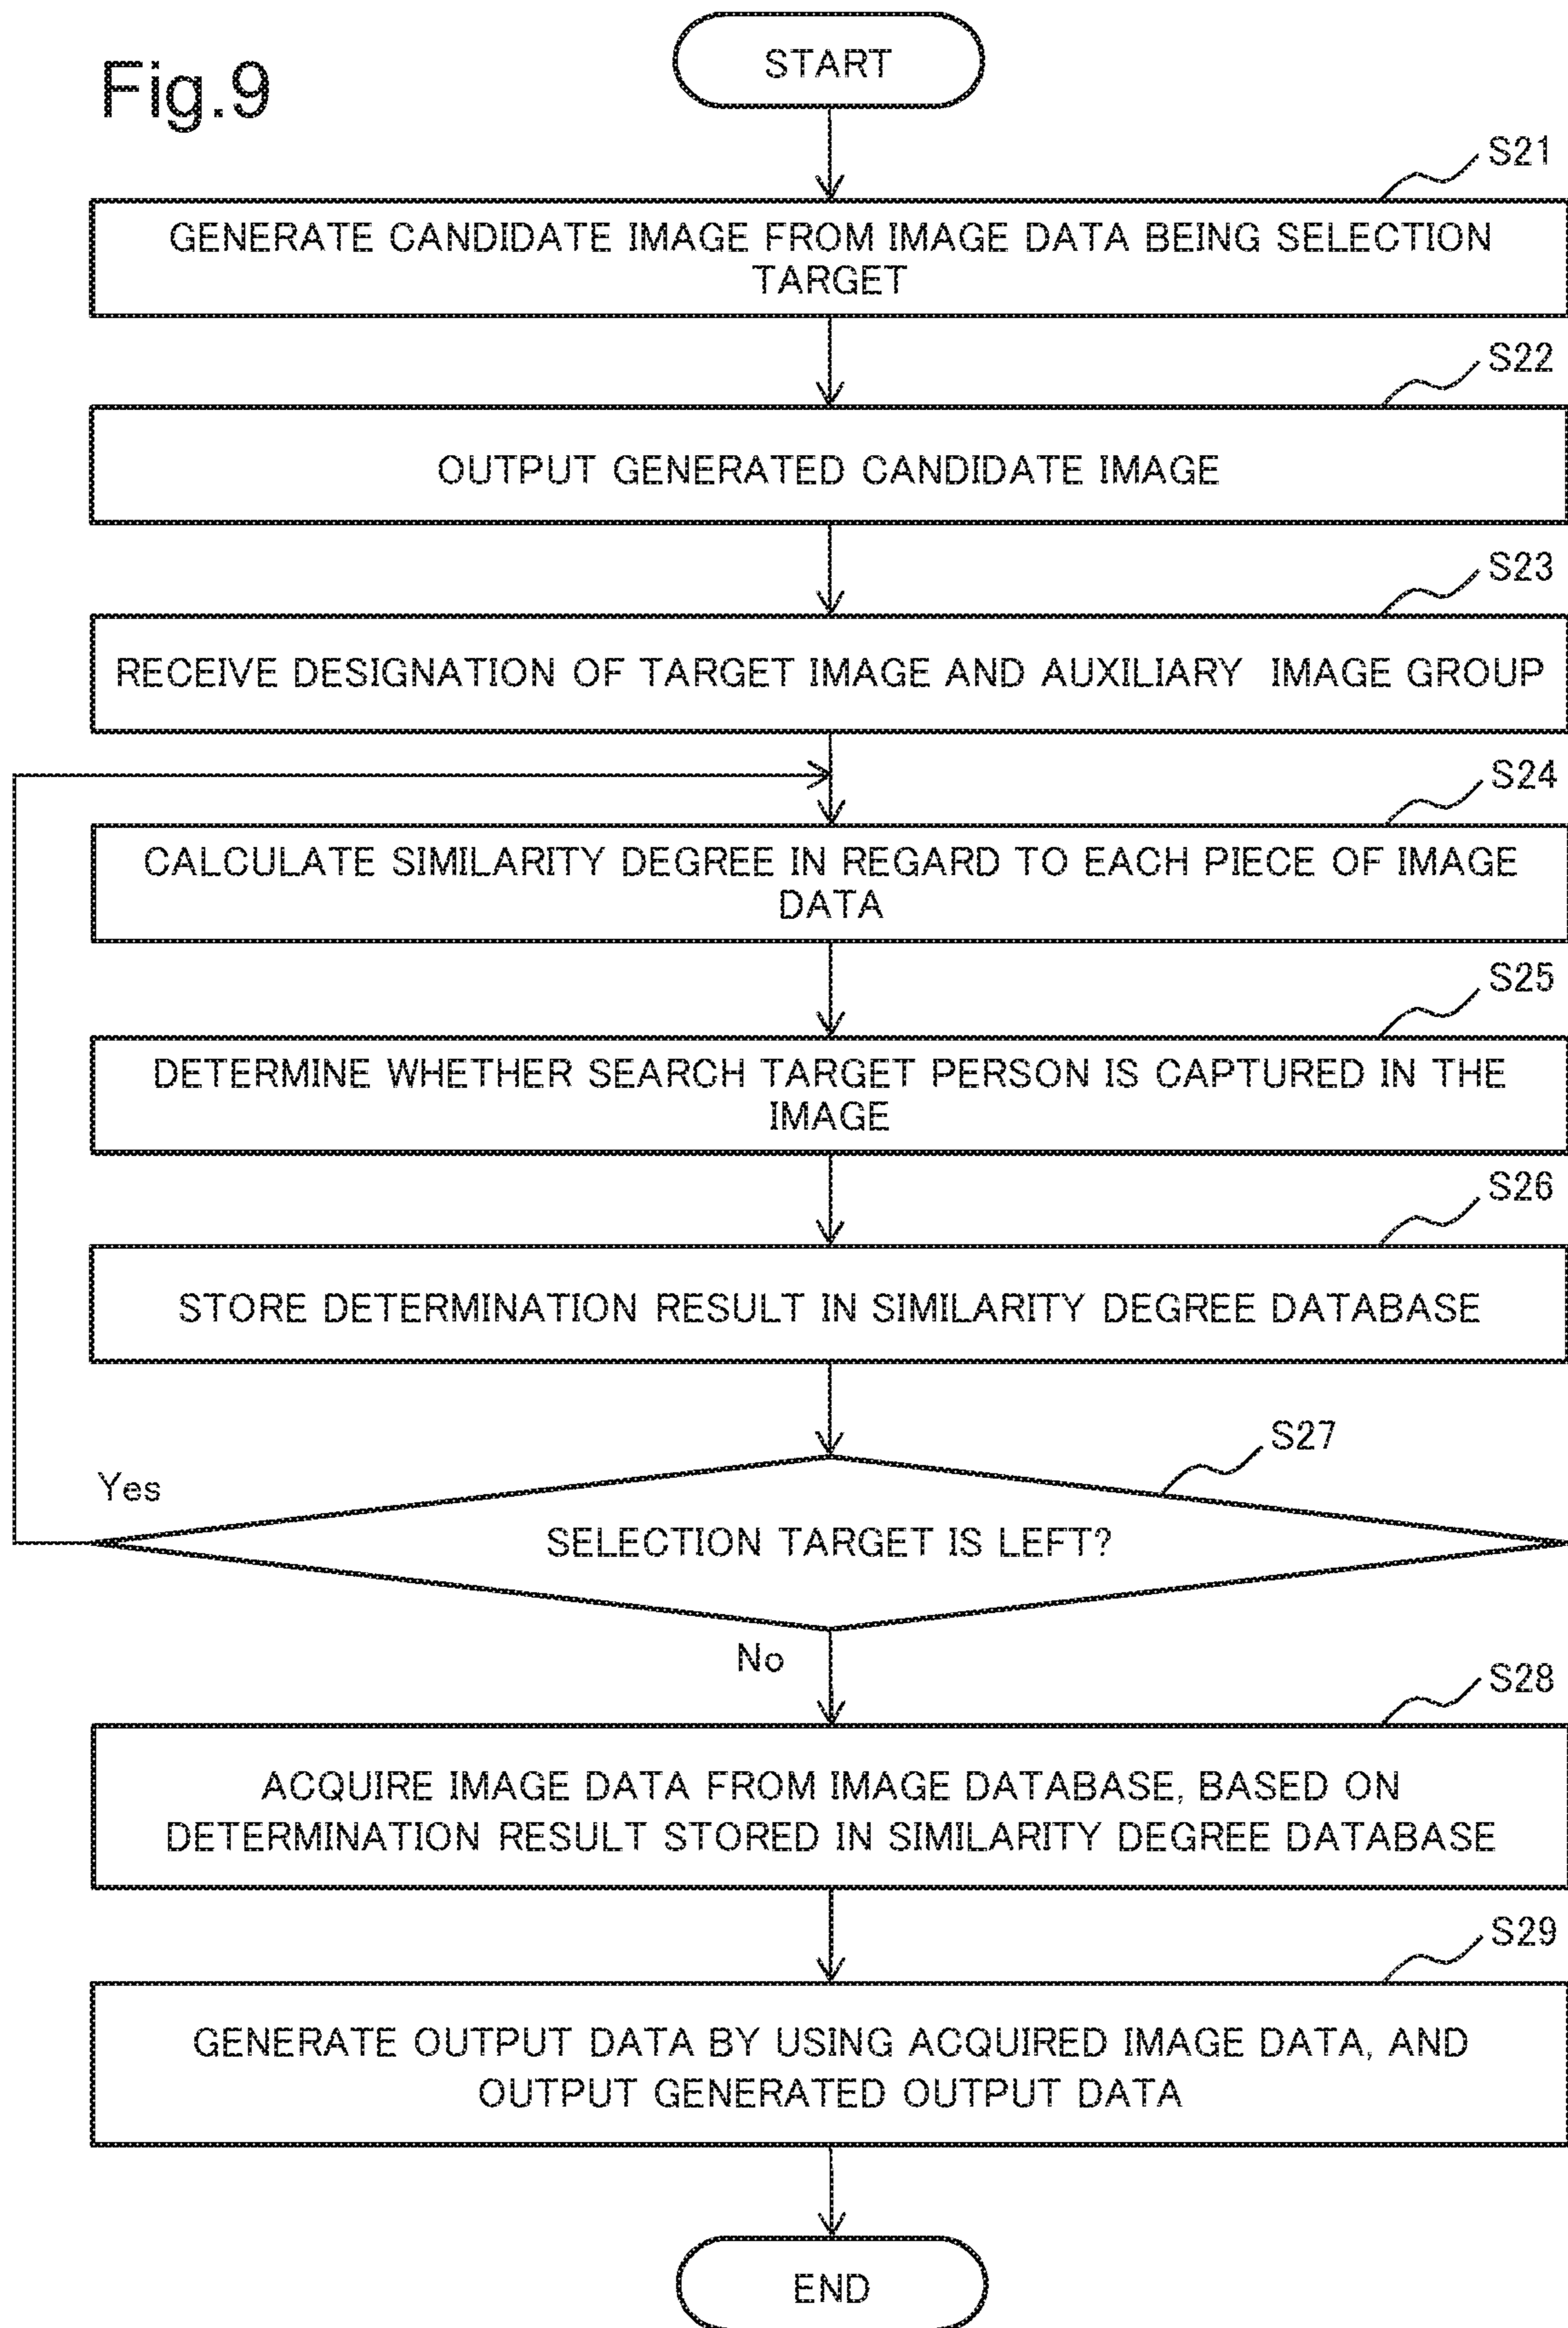 Fig.9
START
S21
GENERATE CANDIDATE IMAGE FROM IMAGE DATA BEING SELECTION
TARGET
S22
OUTPUT GENERATED CANDIDATE IMAGE
S23
RECEIVE DESIGNATION OF TARGET IMAGE AND AUXILIARY IMAGE GROUP
S24
CALCULATE SIMILARITY DEGREE IN REGARD TO EACH PIECE OF IMAGE
DATA
S25
DETERMINE WHETHER SEARCH TARGET PERSON IS CAPTURED IN THE
IMAGE
S26
STORE DETERMINATION RESULT IN SIMILARITY DEGREE DATABASE
S27
Yes
SELECTION TARGET IS LEFT?
No
S28
ACQUIRE IMAGE DATA FROM IMAGE DATABASE, BASED ON
DETERMINATION RESULT STORED IN SIMILARITY DEGREE DATABASE
S29
GENERATE OUTPUT DATA BY USING ACQUIRED IMAGE DATA, AND
OUTPUT GENERATED OUTPUT DATA
END